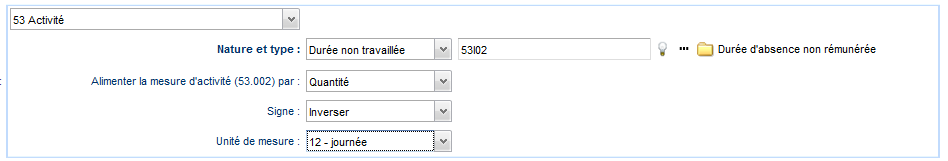 53 Activité
Nature et type : Durée non travaillée 53I02 ... Durée d'absence non rémunérée
: Alimenter la mesure d'activité (53.002) par : Quantité
Signe : Inverser
Unité de mesure : 12 - journée